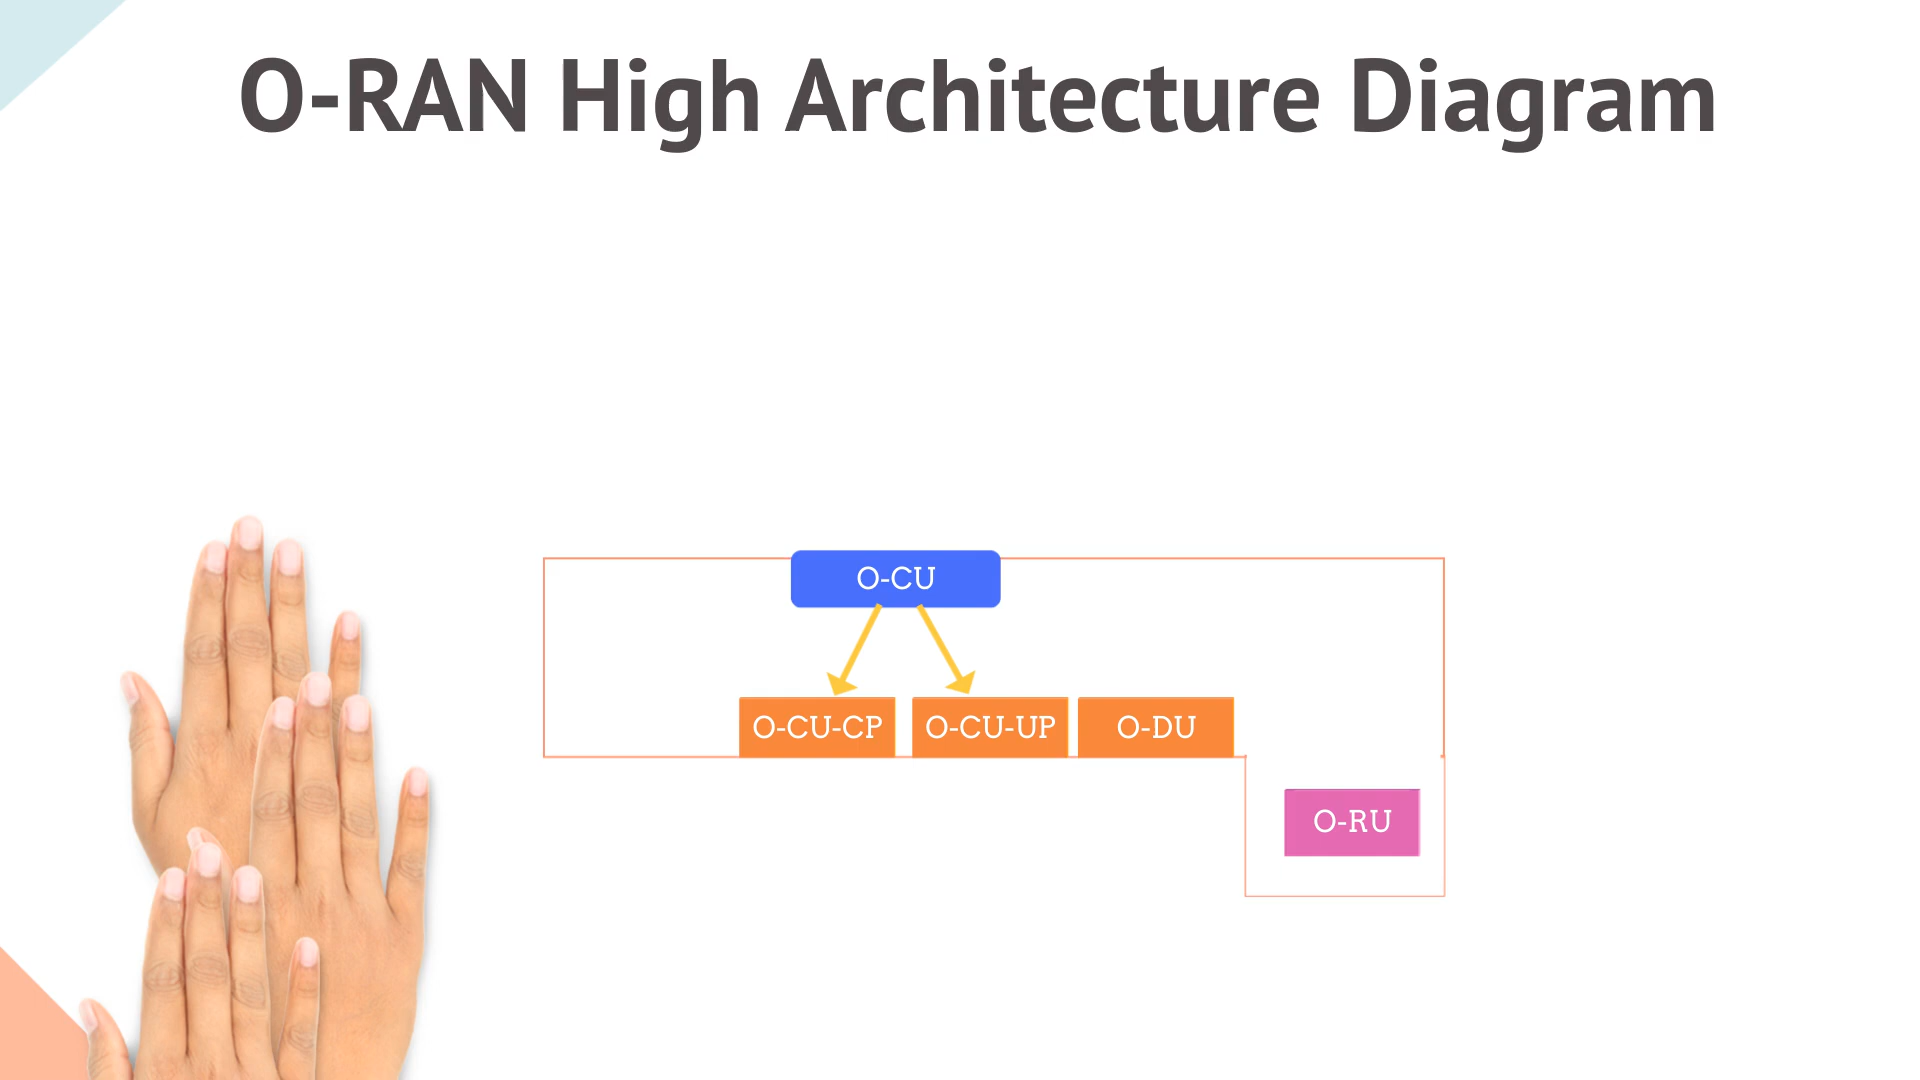 O-RAN High Architecture Diagram
O-CU
O-CU-CP
O-CU-UP
O-DU
O-RU